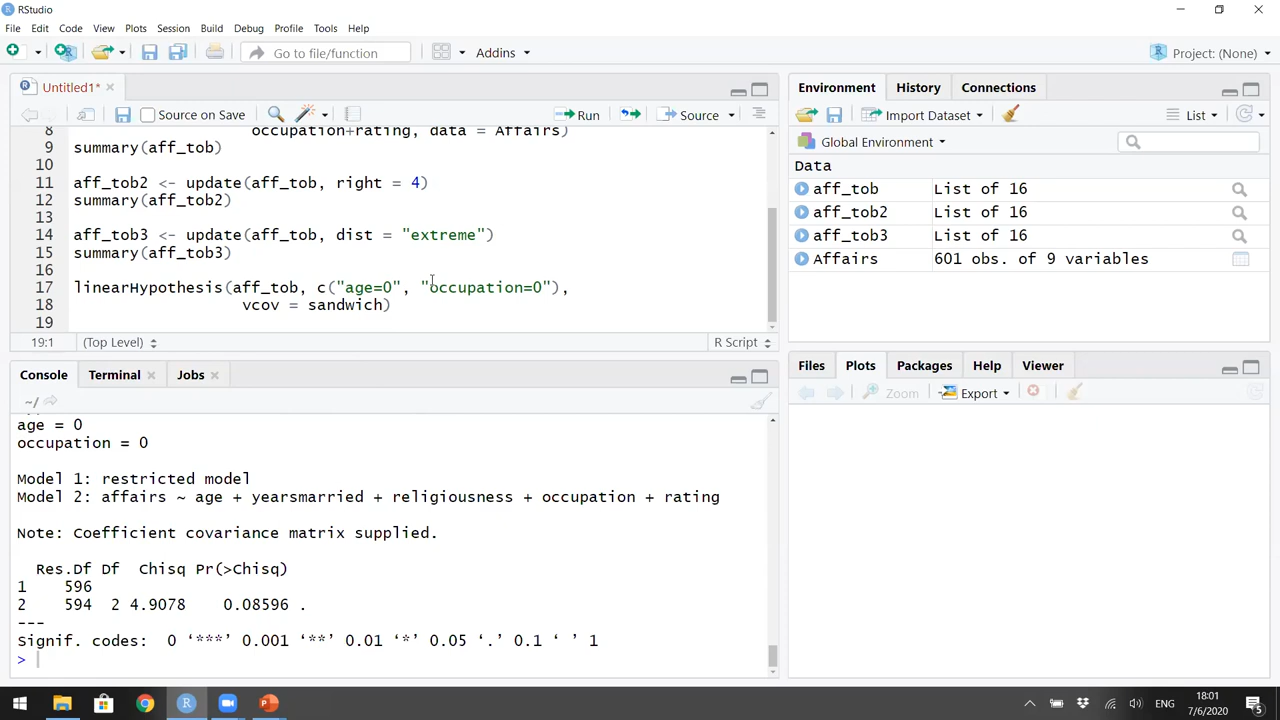 RStudio
File Edit Code View Plots Session Build Debug Profile Tools Help
Go to file/function Addins Project: (None)
Untitled1*
Source on Save Run Source
8 occupation+rating, data = Affairs)
9 summary(aff_tob)
10
11 aff_tob2 <- update(aff_tob, right = 4)
12 summary(aff_tob2)
13
14 aff_tob3 <- update(aff_tob, dist = "extreme")
15 summary(aff_tob3)
16
17 linearHypothesis(aff_tob, c("age=0", "occupation=0"),
18 vcov = sandwich)
19
19:1 (Top Level) R Script
Console Terminal Jobs
~/
age = 0
occupation = 0
Model 1: restricted model
Model 2: affairs ~ age + yearsmarried + religiousness + occupation + rating
Note: Coefficient covariance matrix supplied.
Res.Df Df Chisq Pr(>Chisq)
1 596
2 594 2 4.9078 0.08596 .
---
Signif. codes: 0 ‘***’ 0.001 ‘**’ 0.01 ‘*’ 0.05 ‘.’ 0.1 ‘ ’ 1
>
Environment History Connections
Import Dataset List
Global Environment
Data
aff_tob List of 16
aff_tob2 List of 16
aff_tob3 List of 16
Affairs 601 obs. of 9 variables
Files Plots Packages Help Viewer
Zoom Export
ENG
18:01
7/6/2020
5